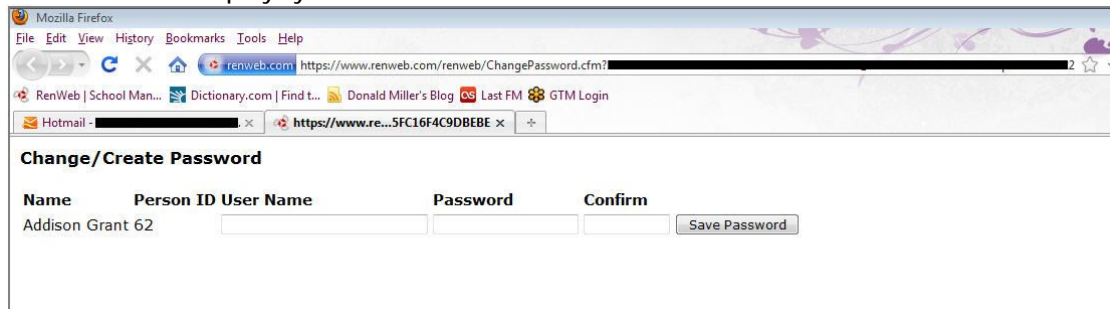 Mozilla Firefox
File Edit View History Bookmarks Tools Help
renweb.com https://www.renweb.com/renweb/ChangePassword.cfm? 2
RenWeb | School Man... Dictionary.com | Find t... Donald Miller's Blog Last FM GTM Login
Hotmail - https://www.re...5FC16F4C9DBEBE
Change/Create Password
Name Person ID User Name Password Confirm
Addison Grant 62 Save Password